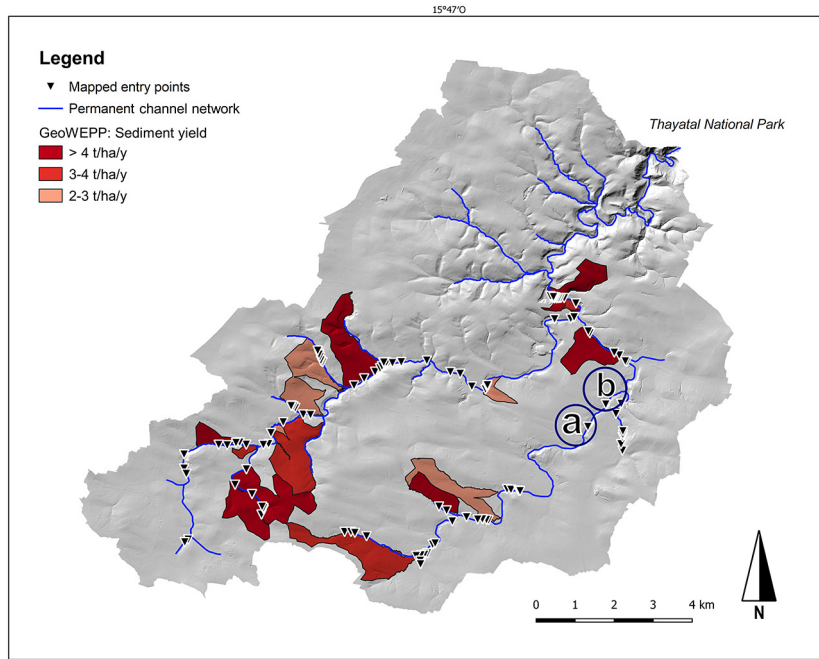 15°47'O
Legend
Mapped entry points
Permanent channel network
GeoWEPP: Sediment yield
> 4 t/ha/y
3-4 t/ha/y
2-3 t/ha/y
Thayatal National Park
b
a
0 1 2 3 4 km
N